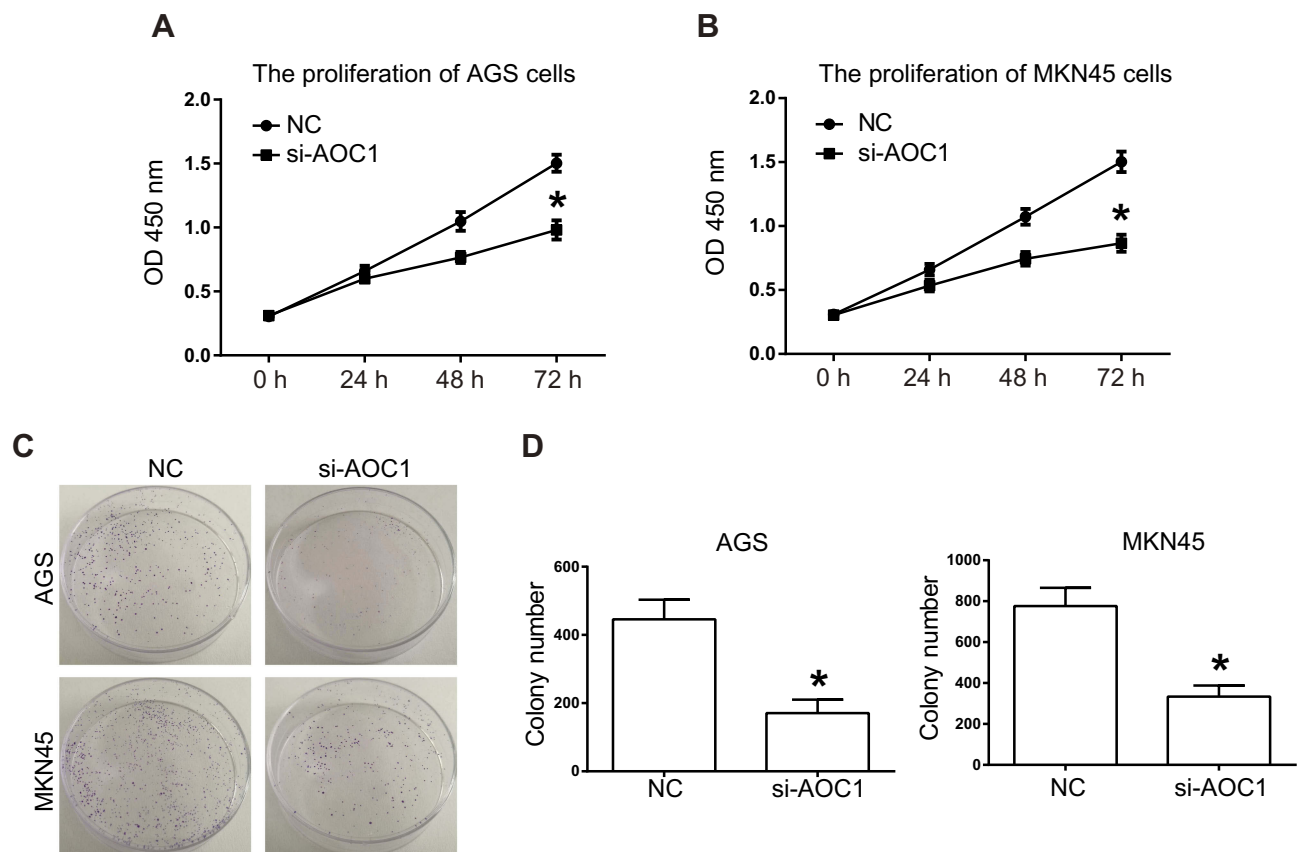 A
The proliferation of AGS cells
2.0
1.5
1.0
0.5
0.0
OD 450 nm
NC
si-AOC1
*
0 h 24 h 48 h 72 h
B
The proliferation of MKN45 cells
2.0
1.5
1.0
0.5
0.0
OD 450 nm
NC
si-AOC1
*
0 h 24 h 48 h 72 h
C
NC si-AOC1
AGS
MKN45
D
AGS
600
400
200
0
Colony number
*
NC si-AOC1
MKN45
1000
800
600
400
200
0
Colony number
*
NC si-AOC1